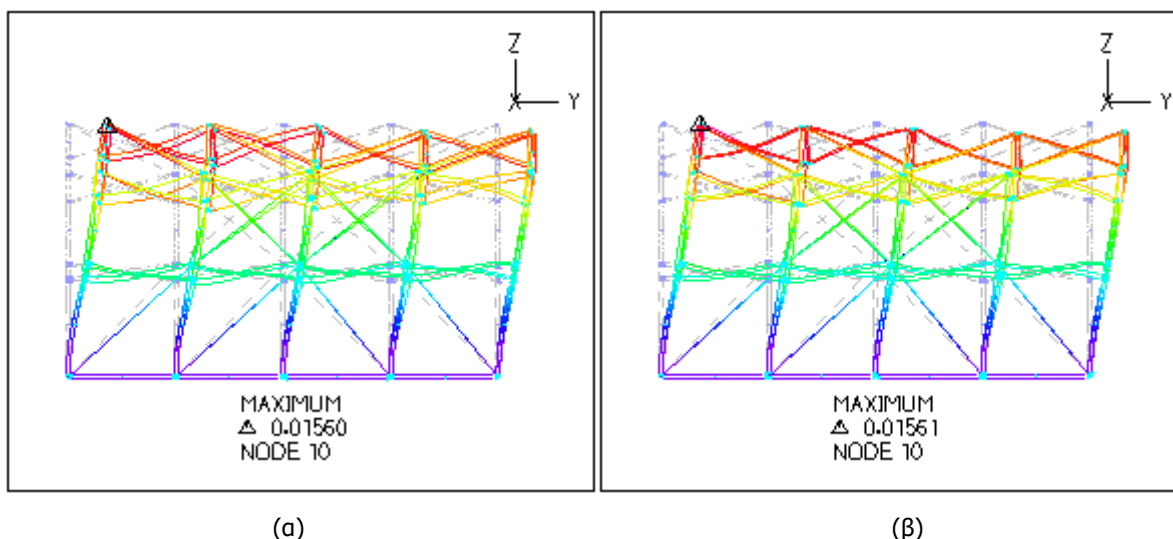 Z
X Y
MAXIMUM
0.01560
NODE 10
(α)
Z
X Y
MAXIMUM
0.01561
NODE 10
(β)